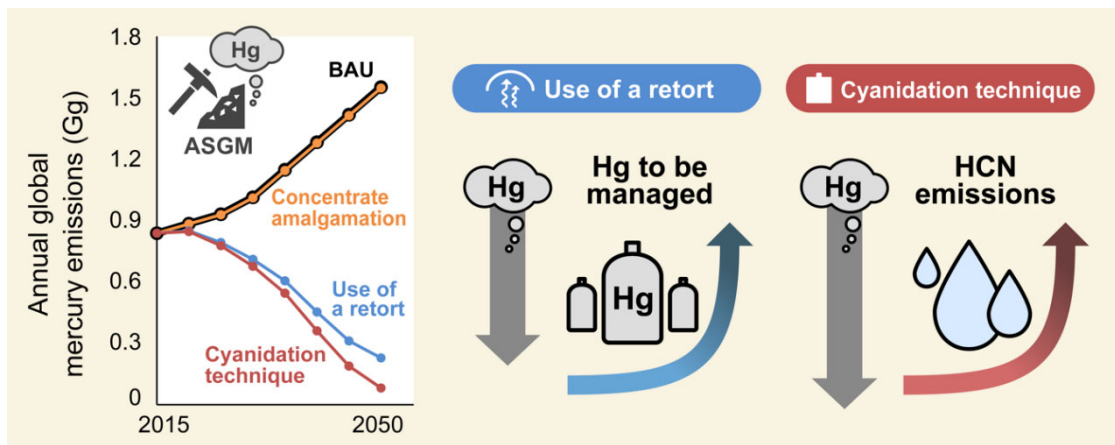 Annual global
mercury emissions (Gg)
1.8
1.5
1.2
0.9
0.6
0.3
0
2015
2050
Hg
ASGM
BAU
Concentrate
amalgamation
Use of
a retort
Cyanidation
technique
Use of a retort
Hg
Hg to be
managed
Hg
Cyanidation technique
Hg
HCN
emissions